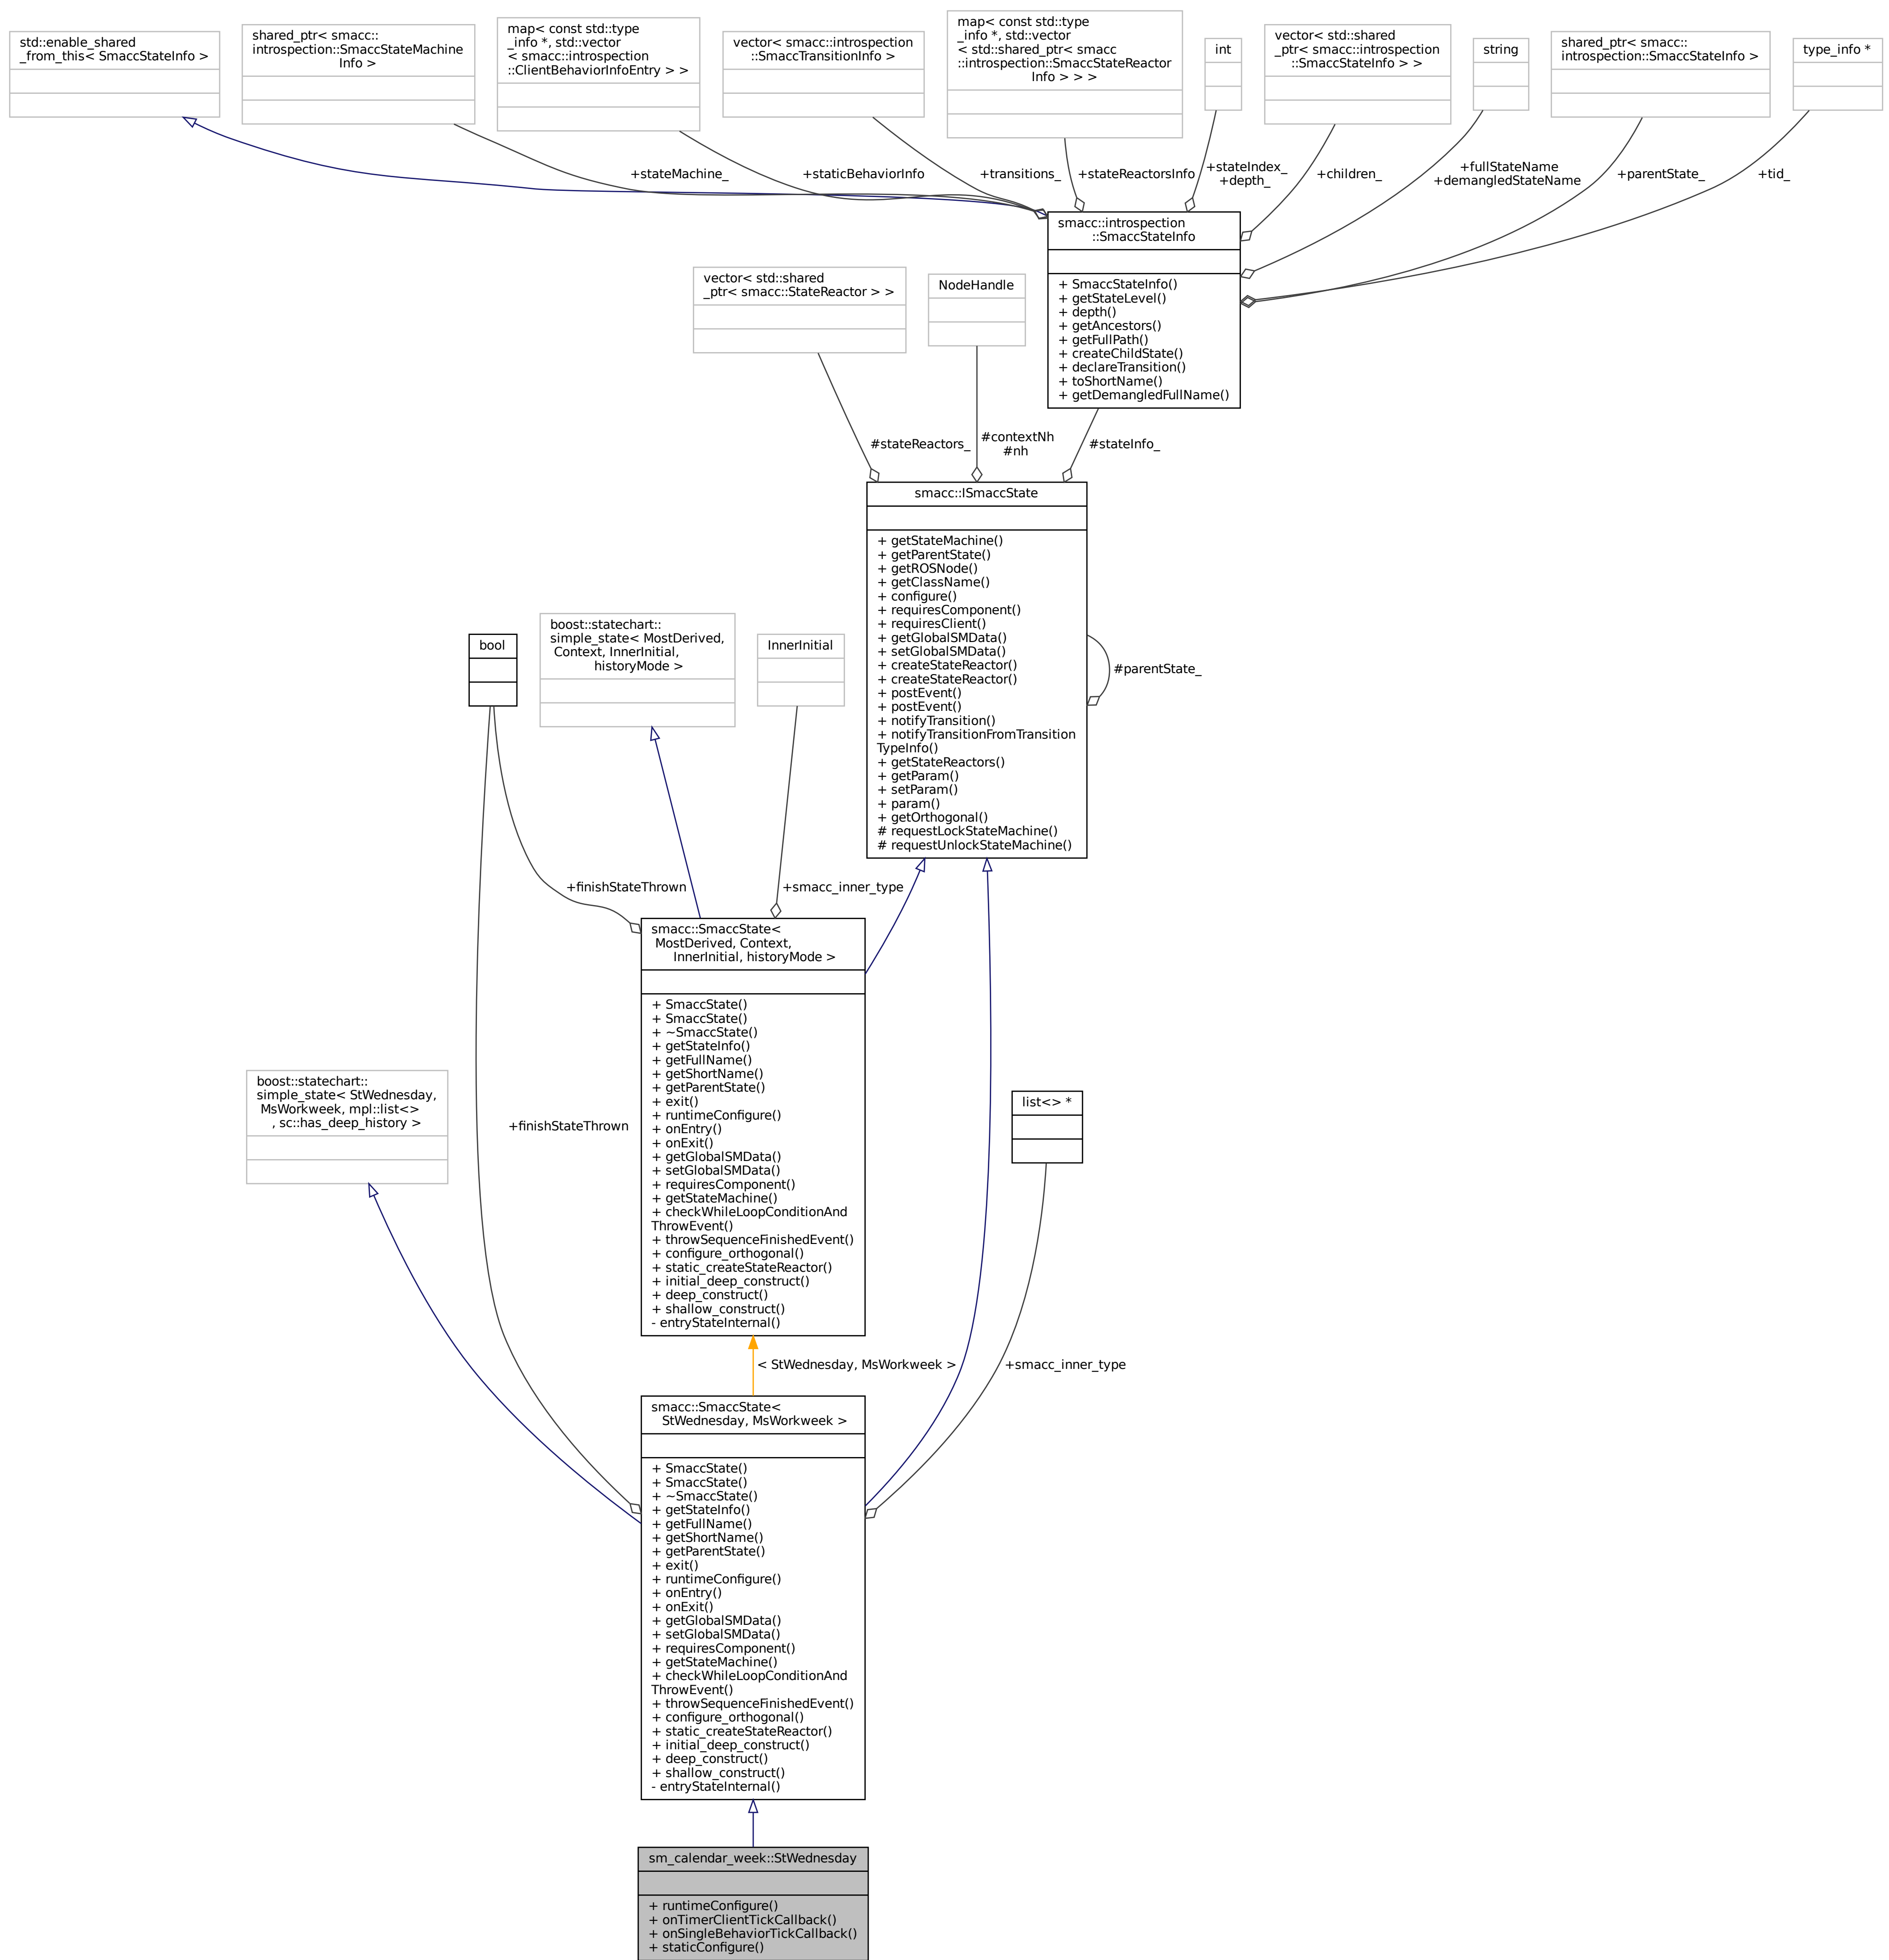 std::enable_shared
_from_this< SmaccStateInfo >
shared_ptr< smacc::
introspection::SmaccStateMachine
Info >
map< const std::type
_info *, std::vector
< smacc::introspection
::ClientBehaviorInfoEntry > >
vector< smacc::introspection
::SmaccTransitionInfo >
map< const std::type
_info *, std::vector
< std::shared_ptr< smacc
::introspection::SmaccStateReactor
Info > > >
int
vector< std::shared
_ptr< smacc::introspection
::SmaccStateInfo > >
string
shared_ptr< smacc::
introspection::SmaccStateInfo >
type_info *
+stateMachine_
+staticBehaviorInfo
+transitions_
+stateReactorsInfo
+stateIndex_
+depth_
+children_
+fullStateName
+demangledStateName
+parentState_
+tid_
smacc::introspection
::SmaccStateInfo
+ SmaccStateInfo()
+ getStateLevel()
+ depth()
+ getAncestors()
+ getFullPath()
+ createChildState()
+ declareTransition()
+ toShortName()
+ getDemangledFullName()
vector< std::shared
_ptr< smacc::StateReactor > >
NodeHandle
#stateReactors_
#contextNh
#nh
#stateInfo_
smacc::ISmaccState
+ getStateMachine()
+ getParentState()
+ getROSNode()
+ getClassName()
+ configure()
+ requiresComponent()
+ requiresClient()
+ getGlobalSMData()
+ setGlobalSMData()
+ createStateReactor()
+ createStateReactor()
+ postEvent()
+ postEvent()
+ notifyTransition()
+ notifyTransitionFromTransition
TypeInfo()
+ getStateReactors()
+ getParam()
+ setParam()
+ param()
+ getOrthogonal()
# requestLockStateMachine()
# requestUnlockStateMachine()
#parentState_
bool
boost::statechart::
simple_state< MostDerived,
Context, InnerInitial,
historyMode >
InnerInitial
+finishStateThrown
+smacc_inner_type
smacc::SmaccState<
MostDerived, Context,
InnerInitial, historyMode >
+ SmaccState()
+ SmaccState()
+ ~SmaccState()
+ getStateInfo()
+ getFullName()
+ getShortName()
+ getParentState()
+ exit()
+ runtimeConfigure()
+ onEntry()
+ onExit()
+ getGlobalSMData()
+ setGlobalSMData()
+ requiresComponent()
+ getStateMachine()
+ checkWhileLoopConditionAnd
ThrowEvent()
+ throwSequenceFinishedEvent()
+ configure_orthogonal()
+ static_createStateReactor()
+ initial_deep_construct()
+ deep_construct()
+ shallow_construct()
- entryStateInternal()
boost::statechart::
simple_state< StWednesday,
MsWorkweek, mpl::list<>
, sc::has_deep_history >
+finishStateThrown
list<> *
< StWednesday, MsWorkweek >
+smacc_inner_type
smacc::SmaccState<
StWednesday, MsWorkweek >
+ SmaccState()
+ SmaccState()
+ ~SmaccState()
+ getStateInfo()
+ getFullName()
+ getShortName()
+ getParentState()
+ exit()
+ runtimeConfigure()
+ onEntry()
+ onExit()
+ getGlobalSMData()
+ setGlobalSMData()
+ requiresComponent()
+ getStateMachine()
+ checkWhileLoopConditionAnd
ThrowEvent()
+ throwSequenceFinishedEvent()
+ configure_orthogonal()
+ static_createStateReactor()
+ initial_deep_construct()
+ deep_construct()
+ shallow_construct()
- entryStateInternal()
sm_calendar_week::StWednesday
+ runtimeConfigure()
+ onTimerClientTickCallback()
+ onSingleBehaviorTickCallback()
+ staticConfigure()